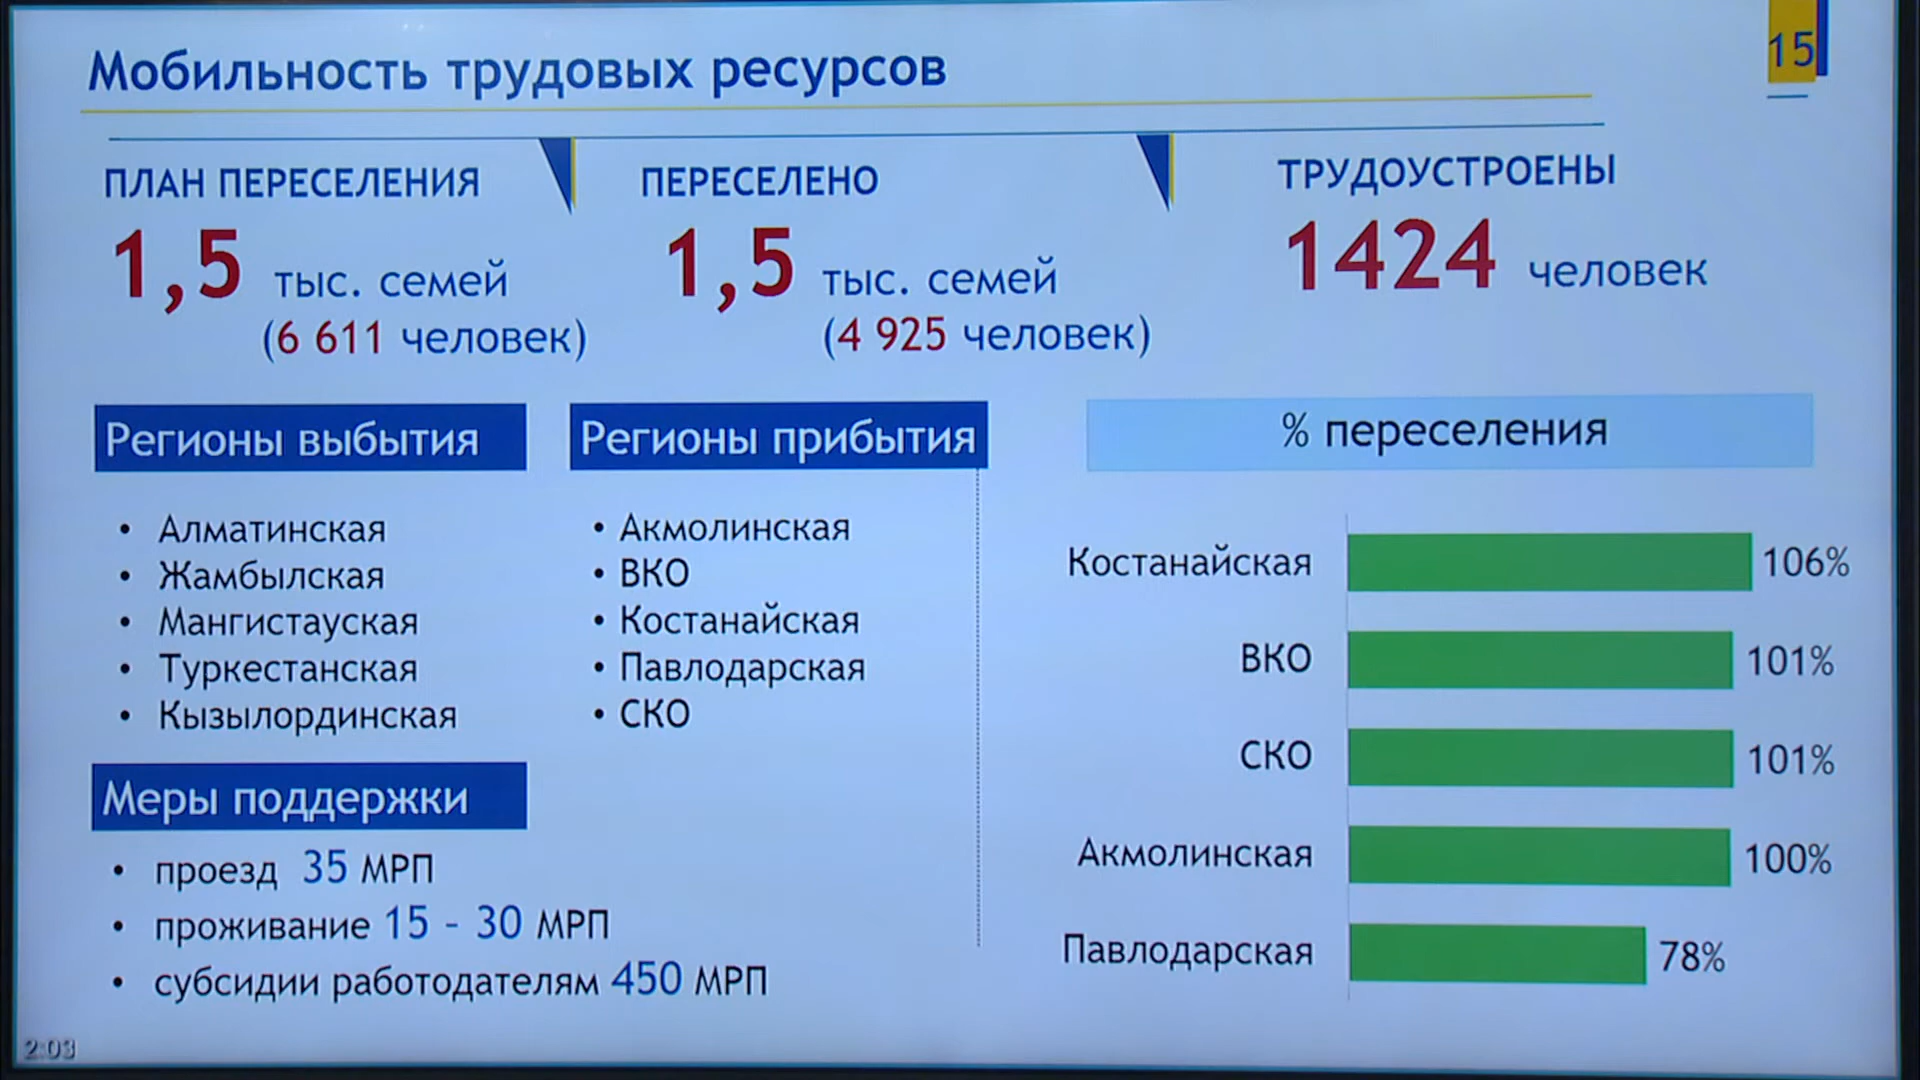 Мобильность трудовых ресурсов
15
ПЛАН ПЕРЕСЕЛЕНИЯ
1,5 тыс. семей
(6 611 человек)
ПЕРЕСЕЛЕНО
1,5 тыс. семей
(4 925 человек)
ТРУДОУСТРОЕНЫ
1424 человек
Регионы выбытия
• Алматинская
• Жамбылская
• Мангистауская
• Туркестанская
• Кызылординская
Регионы прибытия
• Акмолинская
• ВКО
• Костанайская
• Павлодарская
• СКО
Меры поддержки
• проезд 35 МРП
• проживание 15 – 30 МРП
• субсидии работодателям 450 МРП
% переселения
Костанайская 106%
ВКО 101%
СКО 101%
Акмолинская 100%
Павлодарская 78%
2:03